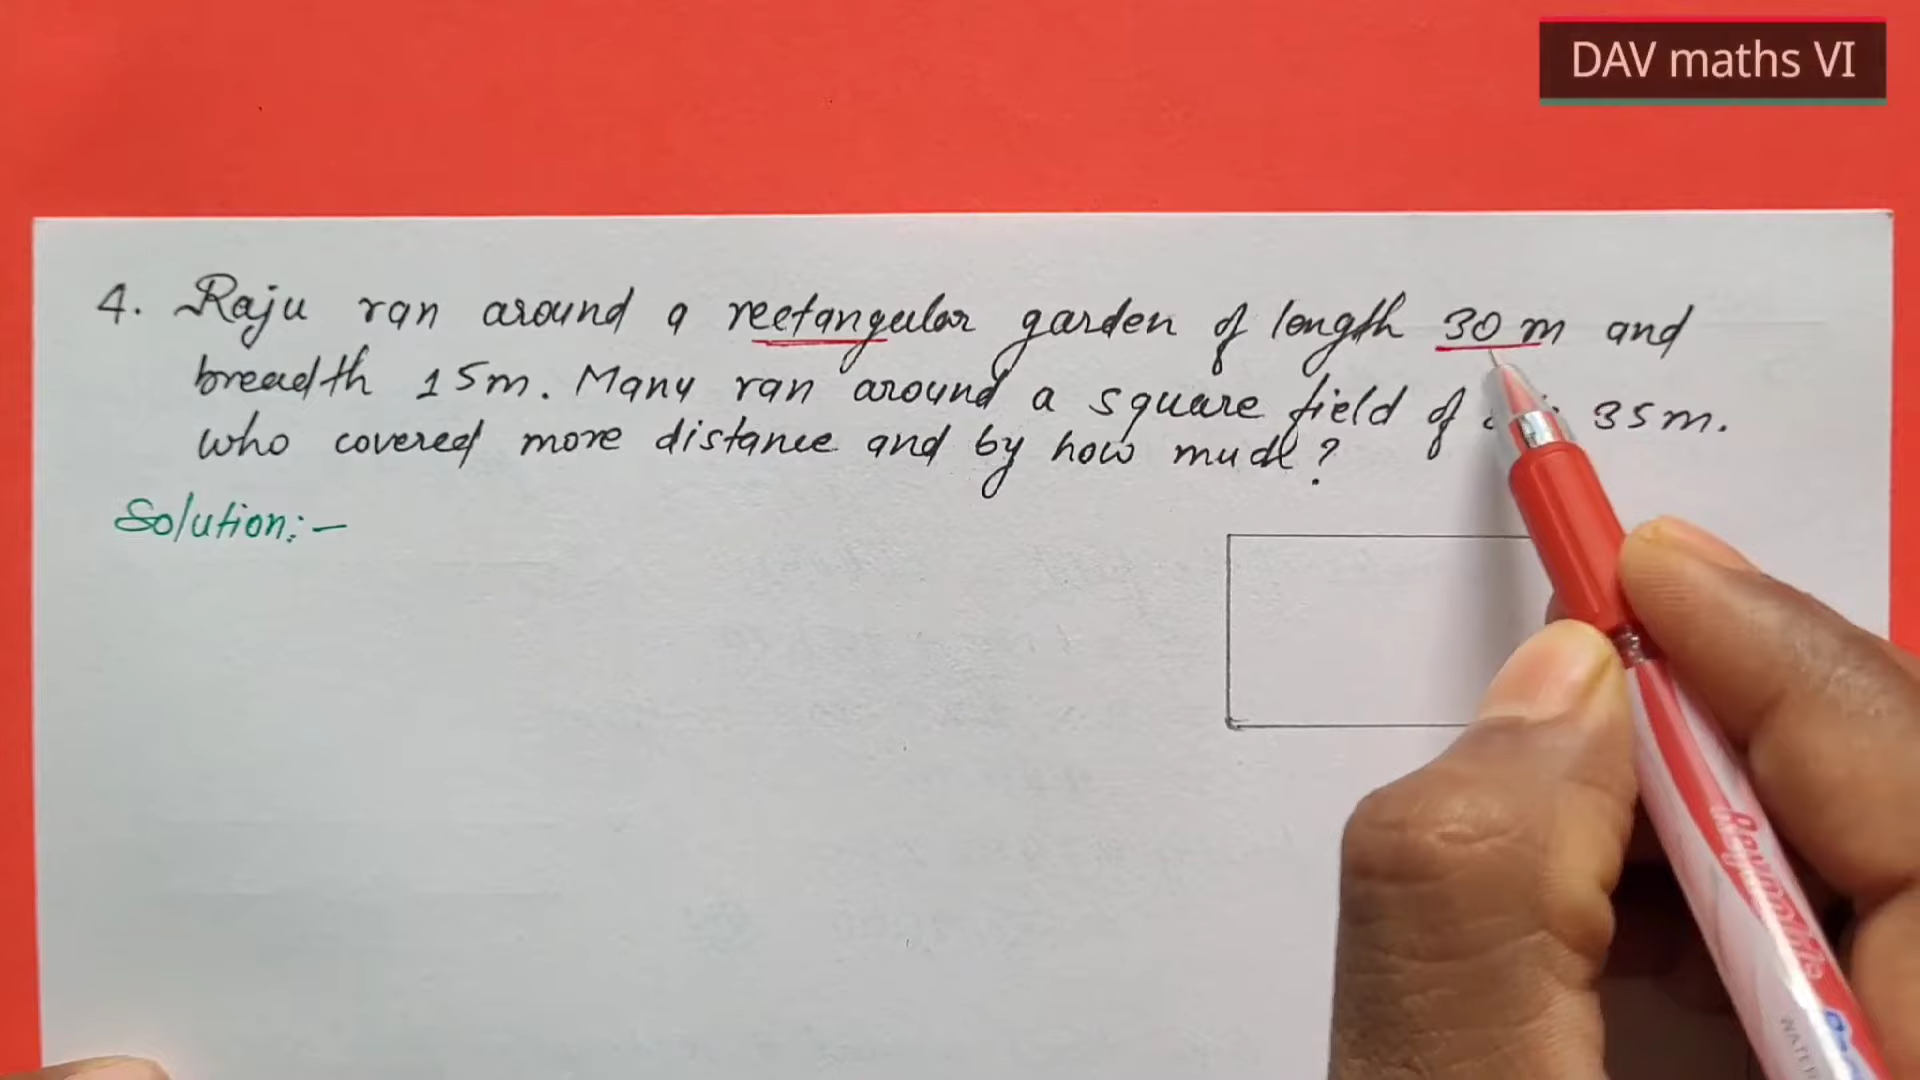 DAV maths VI
4. Raju ran around a rectangular garden of length 30 m and
breadth 15m. Many ran around a square field of 35m.
who covered more distance and by how much?
Solution:-
Reynolds